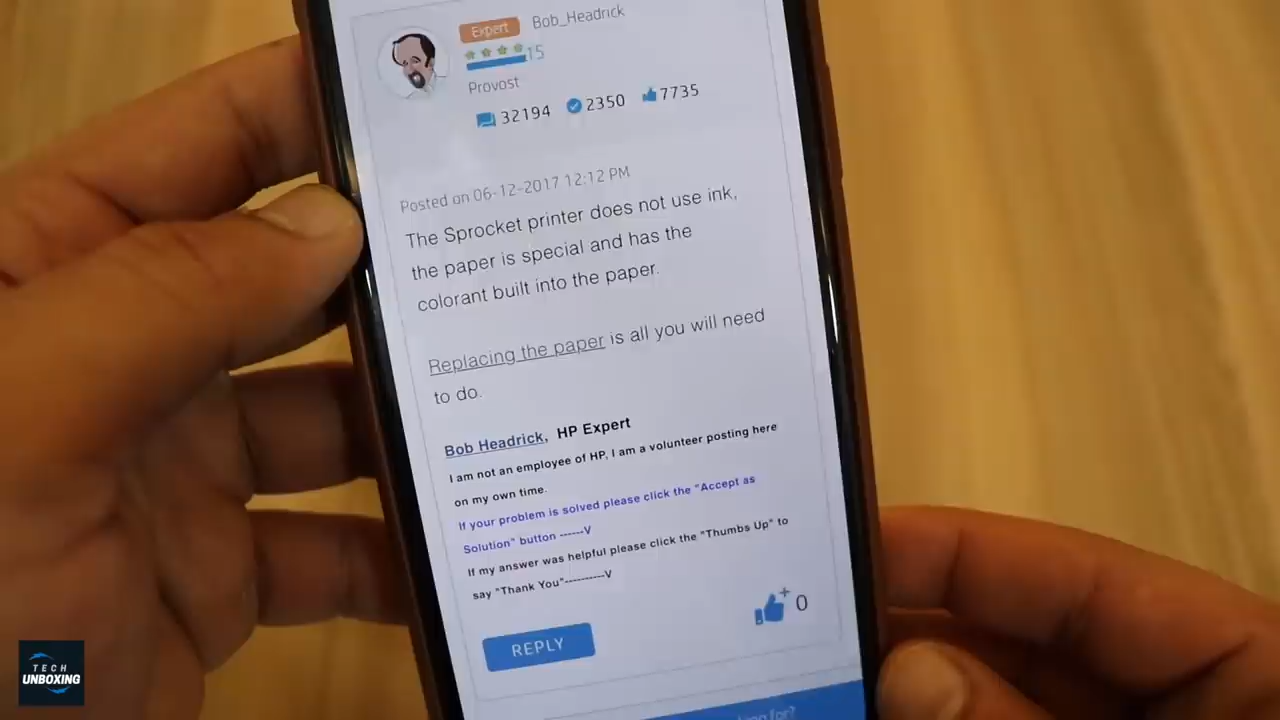 Expert Bob_Headrick
15
Provost
32194 2350 7735
Posted on 06-12-2017 12:12 PM
The Sprocket printer does not use ink,
the paper is special and has the
colorant built into the paper.
Replacing the paper is all you will need
to do.
Bob Headrick, HP Expert
I am not an employee of HP, I am a volunteer posting here
on my own time.
If your problem is solved please click the "Accept as
Solution" button ------V
If my answer was helpful please click the "Thumbs Up" to
say "Thank You"----------V
0
REPLY
for?
TECH
UNBOXING